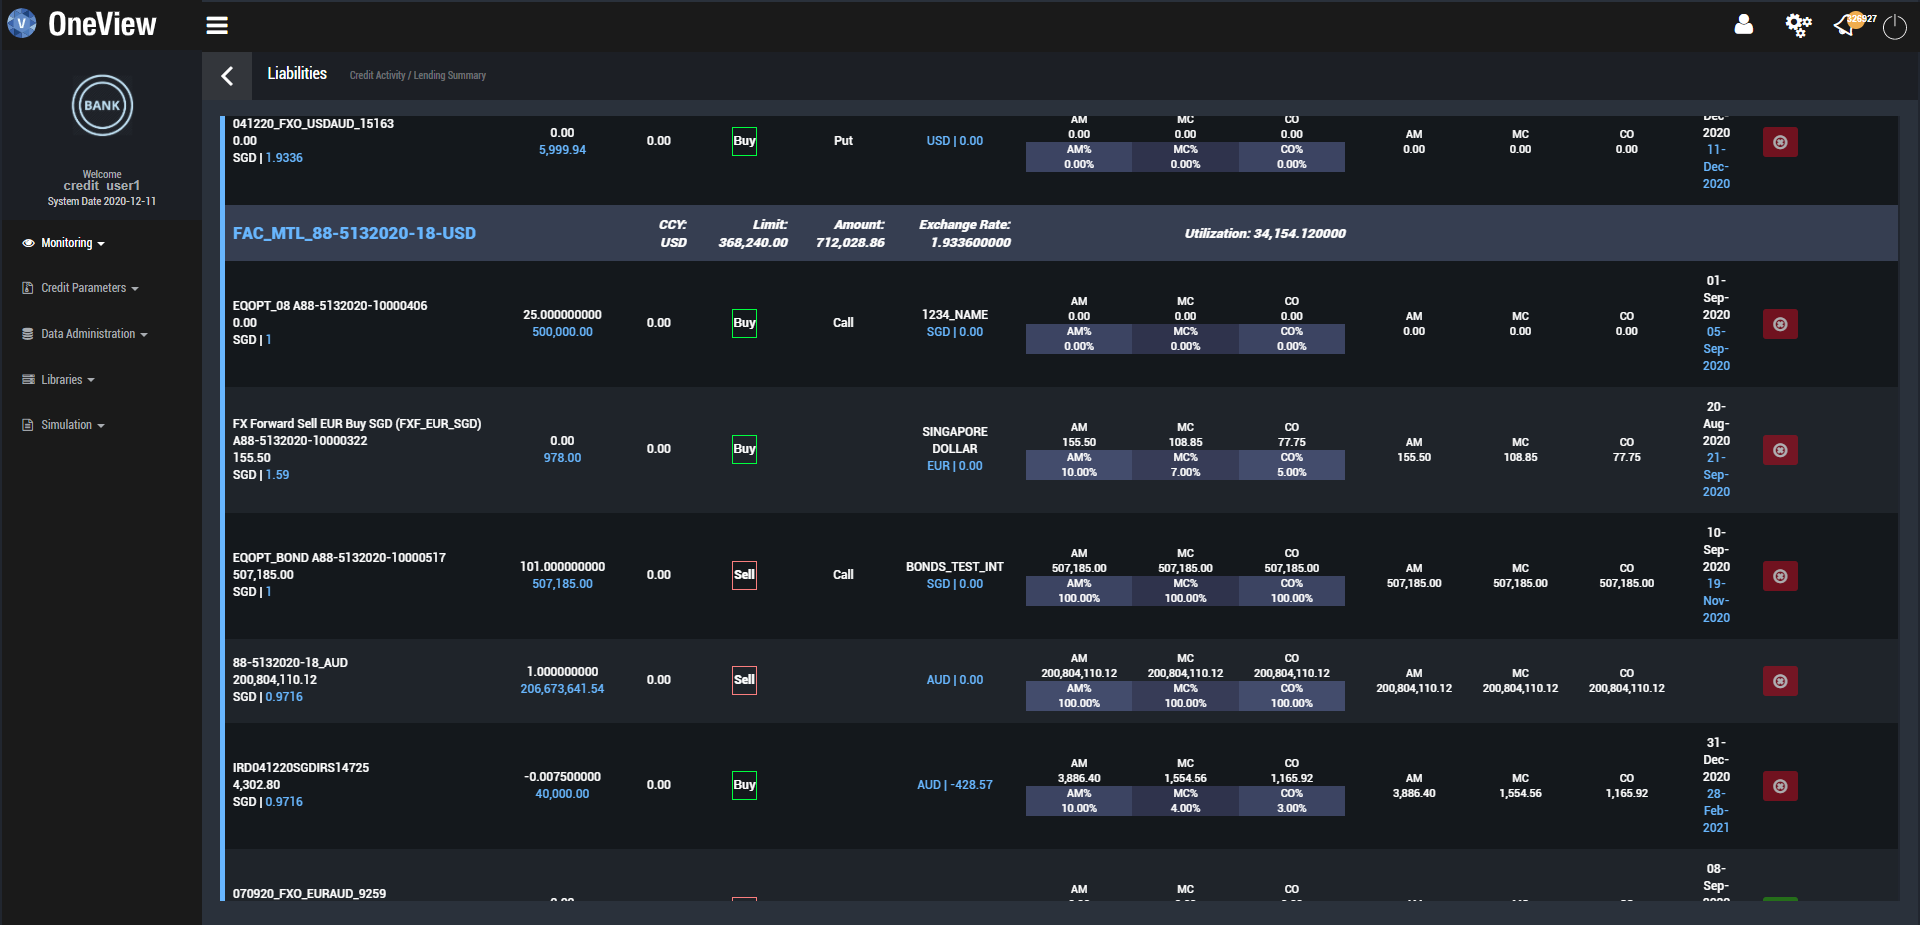 V OneView
326927
Liabilities
Credit Activity / Lending Summary
BANK
Welcome
credit_user1
System Date 2020-12-11
Monitoring
Credit Parameters
Data Administration
Libraries
Simulation
041220_FXO_USDAUD_15163
0.00
SGD | 1.9336
0.00
5,999.94
0.00
Buy
Put
USD | 0.00
AM MC CO
0.00 0.00 0.00
AM% MC% CO%
0.00% 0.00% 0.00%
AM MC CO
0.00 0.00 0.00
Dec-
2020
11-
Dec-
2020
FAC_MTL_88-5132020-18-USD
CCY:
USD
Limit:
368,240.00
Amount:
712,028.86
Exchange Rate:
1.933600000
Utilization: 34,154.120000
EQOPT_08 A88-5132020-10000406
0.00
SGD | 1
25.000000000
500,000.00
0.00
Buy
Call
1234_NAME
SGD | 0.00
AM MC CO
0.00 0.00 0.00
AM% MC% CO%
0.00% 0.00% 0.00%
AM MC CO
0.00 0.00 0.00
01-
Sep-
2020
05-
Sep-
2020
FX Forward Sell EUR Buy SGD (FXF_EUR_SGD)
A88-5132020-10000322
155.50
SGD | 1.59
0.00
978.00
0.00
Buy
SINGAPORE
DOLLAR
EUR | 0.00
AM MC CO
155.50 108.85 77.75
AM% MC% CO%
10.00% 7.00% 5.00%
AM MC CO
155.50 108.85 77.75
20-
Aug-
2020
21-
Sep-
2020
EQOPT_BOND A88-5132020-10000517
507,185.00
SGD | 1
101.000000000
507,185.00
0.00
Sell
Call
BONDS_TEST_INT
SGD | 0.00
AM MC CO
507,185.00 507,185.00 507,185.00
AM% MC% CO%
100.00% 100.00% 100.00%
AM MC CO
507,185.00 507,185.00 507,185.00
10-
Sep-
2020
19-
Nov-
2020
88-5132020-18_AUD
200,804,110.12
SGD | 0.9716
1.000000000
206,673,641.54
0.00
Sell
AUD | 0.00
AM MC CO
200,804,110.12 200,804,110.12 200,804,110.12
AM% MC% CO%
100.00% 100.00% 100.00%
AM MC CO
200,804,110.12 200,804,110.12 200,804,110.12
IRD041220SGDIRS14725
4,302.80
SGD | 0.9716
-0.007500000
40,000.00
0.00
Buy
AUD | -428.57
AM MC CO
3,886.40 1,554.56 1,165.92
AM% MC% CO%
10.00% 4.00% 3.00%
AM MC CO
3,886.40 1,554.56 1,165.92
31-
Dec-
2020
28-
Feb-
2021
070920_FXO_EURAUD_9259
AM MC CO
08-
Sep-